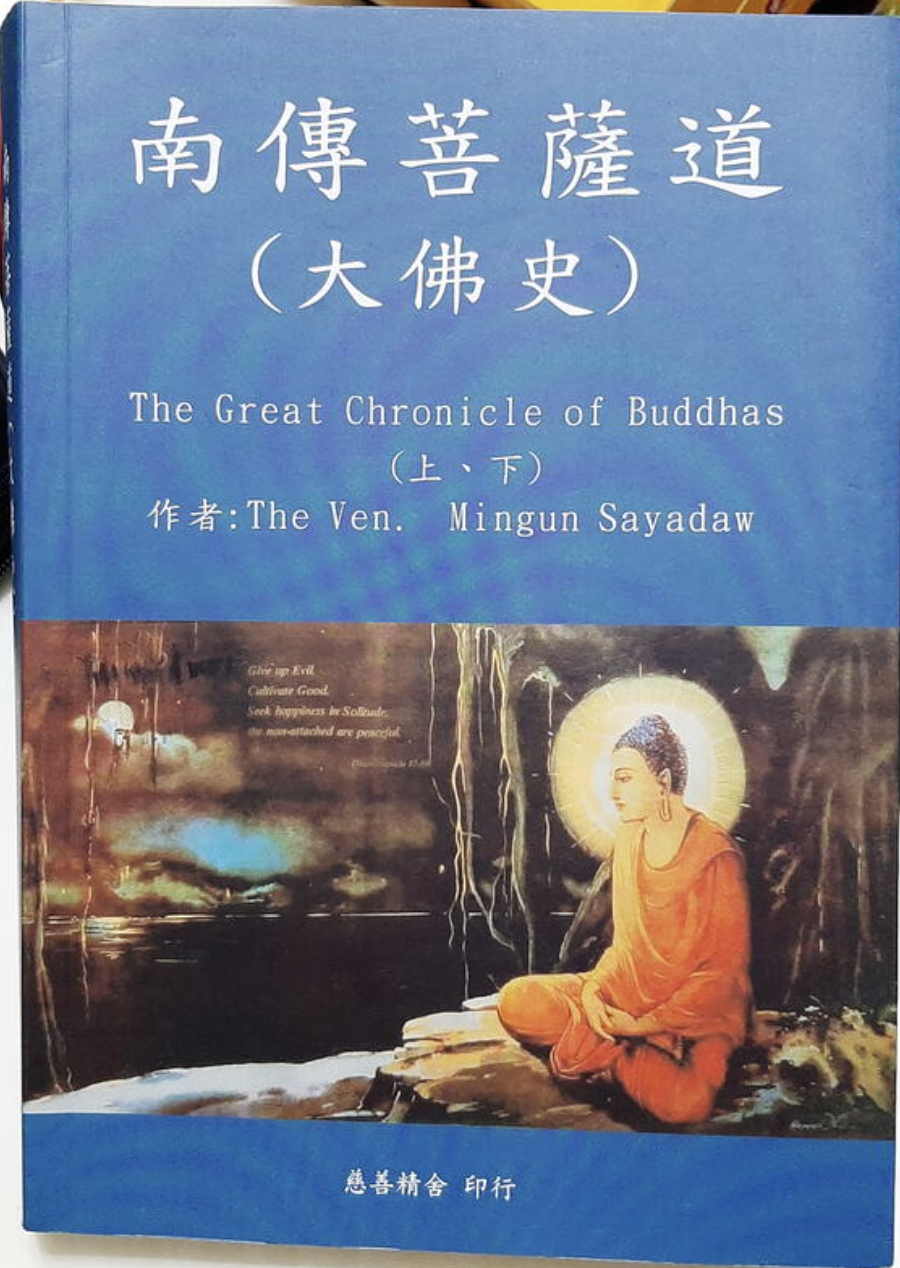 南傳菩薩道
(大佛史)
The Great Chronicle of Buddhas
(上、下)
作者:The Ven. Mingun Sayadaw
Give up Evil.
Cultivate Good.
Seek happiness in Solitude.
the non-attached are peaceful.
慈善精舍 印行